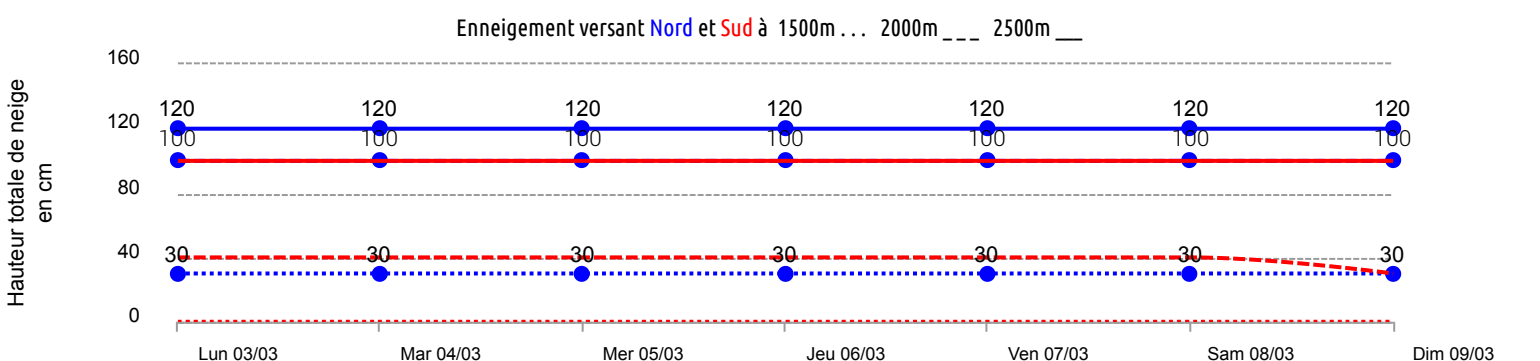 Enneigement versant Nord et Sud à 1500m . . . 2000m _ _ _ 2500m ___
Hauteur totale de neige
en cm
160
120
80
40
0
120 120 120 120 120 120 120
100 100 100 100 100 100 100
30 30 30 30 30 30 30
Lun 03/03 Mar 04/03 Mer 05/03 Jeu 06/03 Ven 07/03 Sam 08/03 Dim 09/03